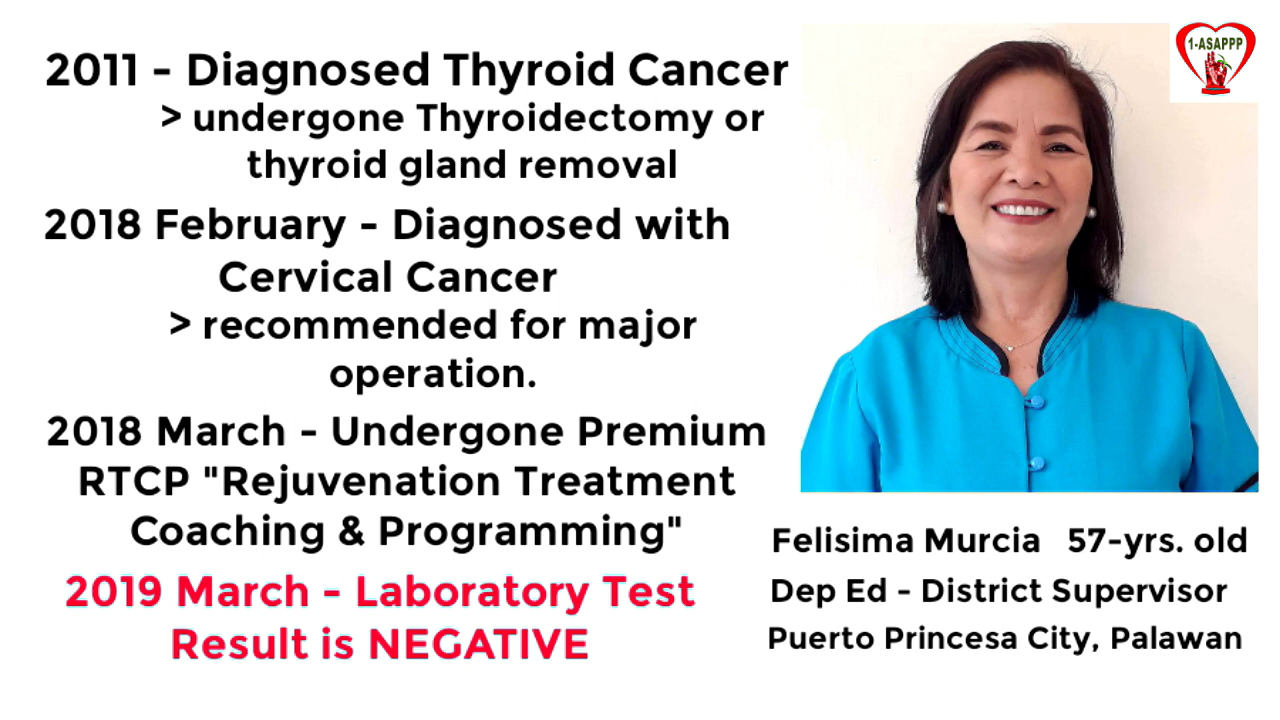 2011 - Diagnosed Thyroid Cancer
> undergone Thyroidectomy or
thyroid gland removal
2018 February - Diagnosed with
Cervical Cancer
> recommended for major
operation.
2018 March - Undergone Premium
RTCP "Rejuvenation Treatment
Coaching & Programming"
2019 March - Laboratory Test
Result is NEGATIVE
1-ASAPPP
Felisima Murcia 57-yrs. old
Dep Ed - District Supervisor
Puerto Princesa City, Palawan